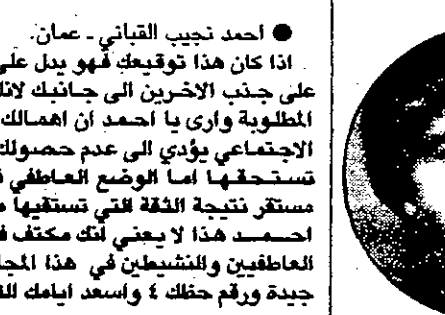 ● أحمد نجيب القباني ـ عمان.
اذا كان هذا توقيعك فهو يدل على
على جذب الاخرين الى جانبك لانك
المطلوبة وارى يا احمد ان اهمالك
الاجتماعي يؤدي الى عدم حصولك
تستحقها اما الوضع العاطفي
مستقر نتيجة الثقة التي تستقيها
احمد هذا لا يعني انك مكتف
العاطفيين والنشيطين في هذا المجا
جيدة ورقم حظك ٤ واسعد ايامك